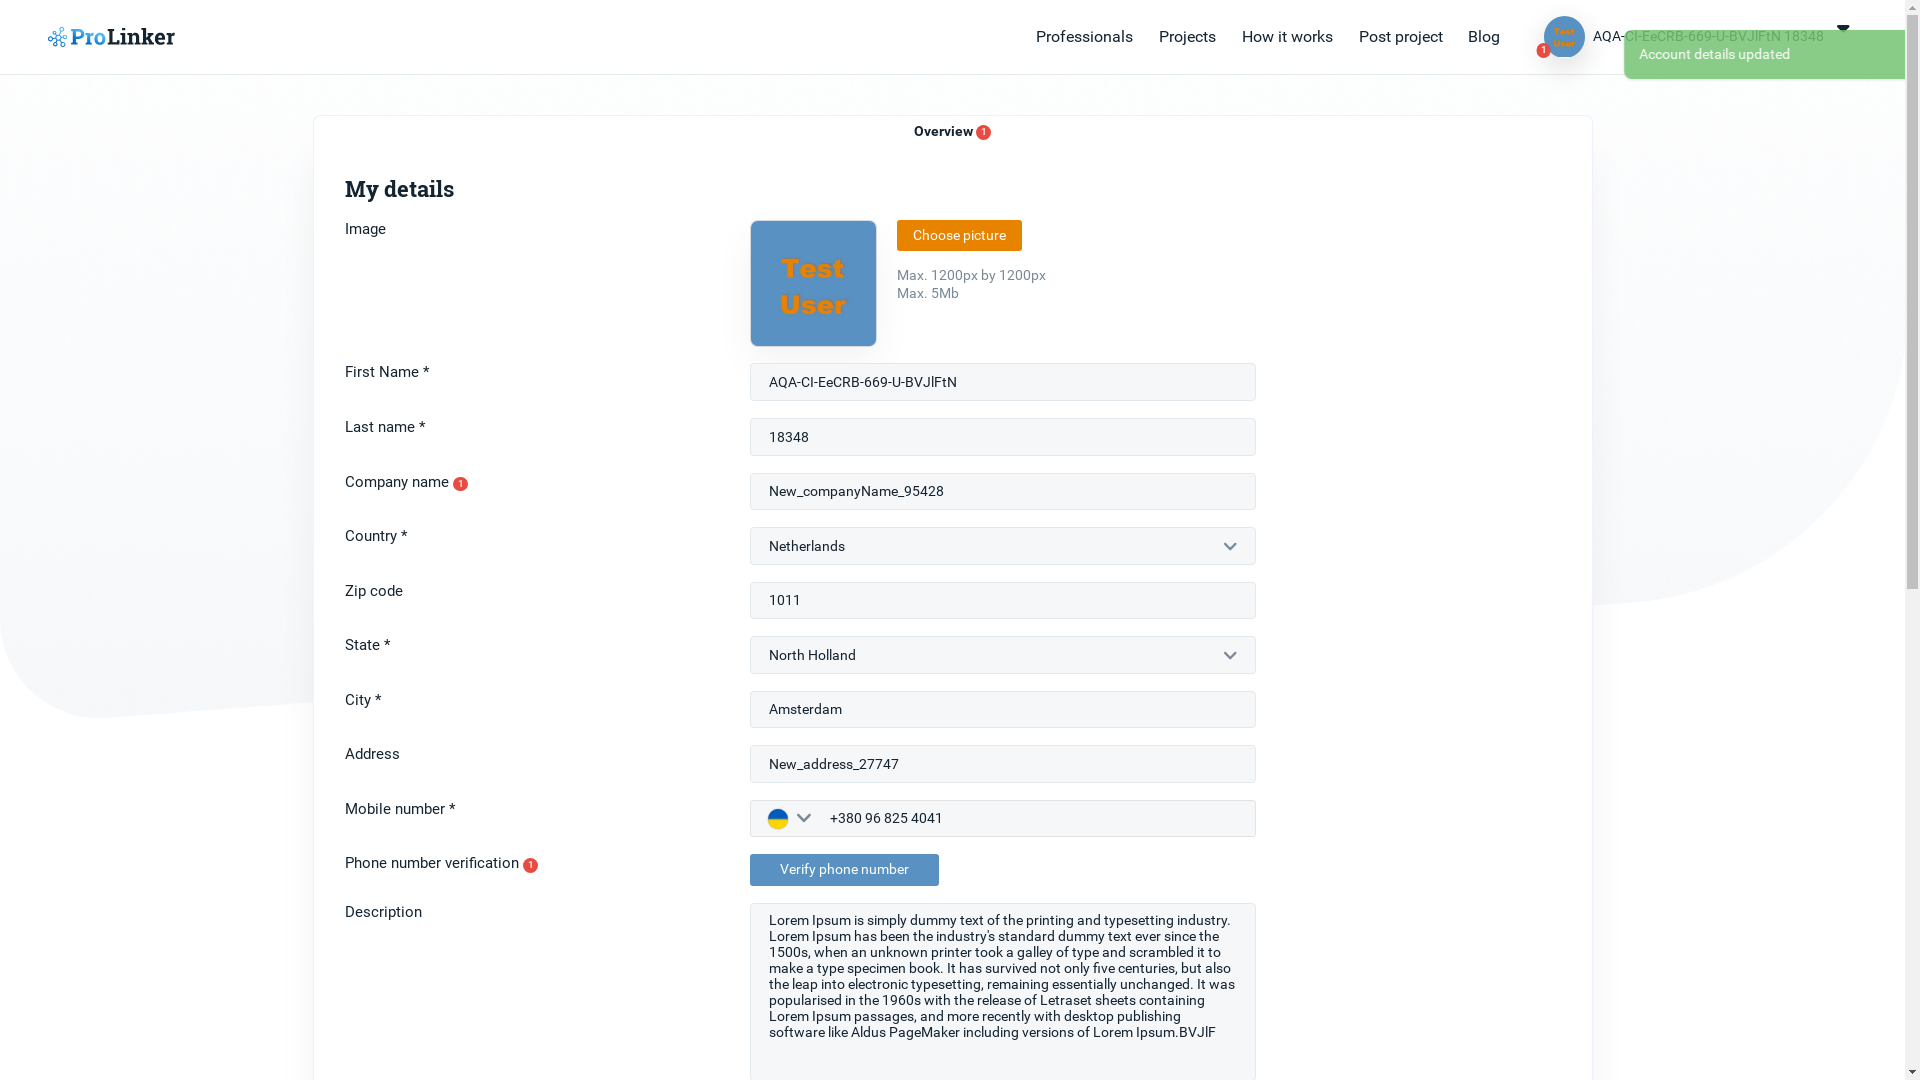 ProLinker
Professionals
Projects
How it works
Post project
Blog
Test
User
1
AQA-CI-EeCRB-669-U-BVJlFtN 18348
Account details updated
Overview 1
My details
Image
Test
User
Choose picture
Max. 1200px by 1200px
Max. 5Mb
First Name *
AQA-CI-EeCRB-669-U-BVJlFtN
Last name *
18348
Company name 1
New_companyName_95428
Country *
Netherlands
Zip code
1011
State *
North Holland
City *
Amsterdam
Address
New_address_27747
Mobile number *
+380 96 825 4041
Phone number verification 1
Verify phone number
Description
Lorem Ipsum is simply dummy text of the printing and typesetting industry.
Lorem Ipsum has been the industry's standard dummy text ever since the
1500s, when an unknown printer took a galley of type and scrambled it to
make a type specimen book. It has survived not only five centuries, but also
the leap into electronic typesetting, remaining essentially unchanged. It was
popularised in the 1960s with the release of Letraset sheets containing
Lorem Ipsum passages, and more recently with desktop publishing
software like Aldus PageMaker including versions of Lorem Ipsum.BVJlF